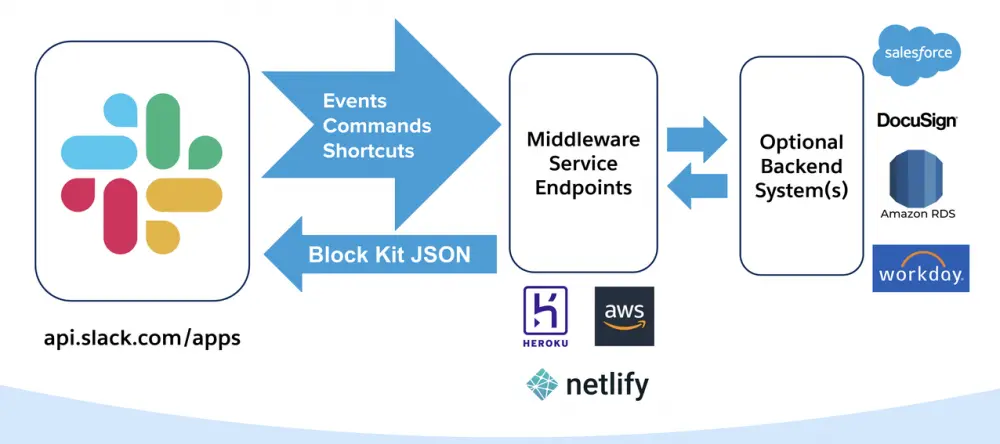 Events
Commands
Shortcuts
Block Kit JSON
api.slack.com/apps
Middleware
Service
Endpoints
HEROKU
aws
netlify
Optional
Backend
System(s)
salesforce
DocuSign
Amazon RDS
workday.